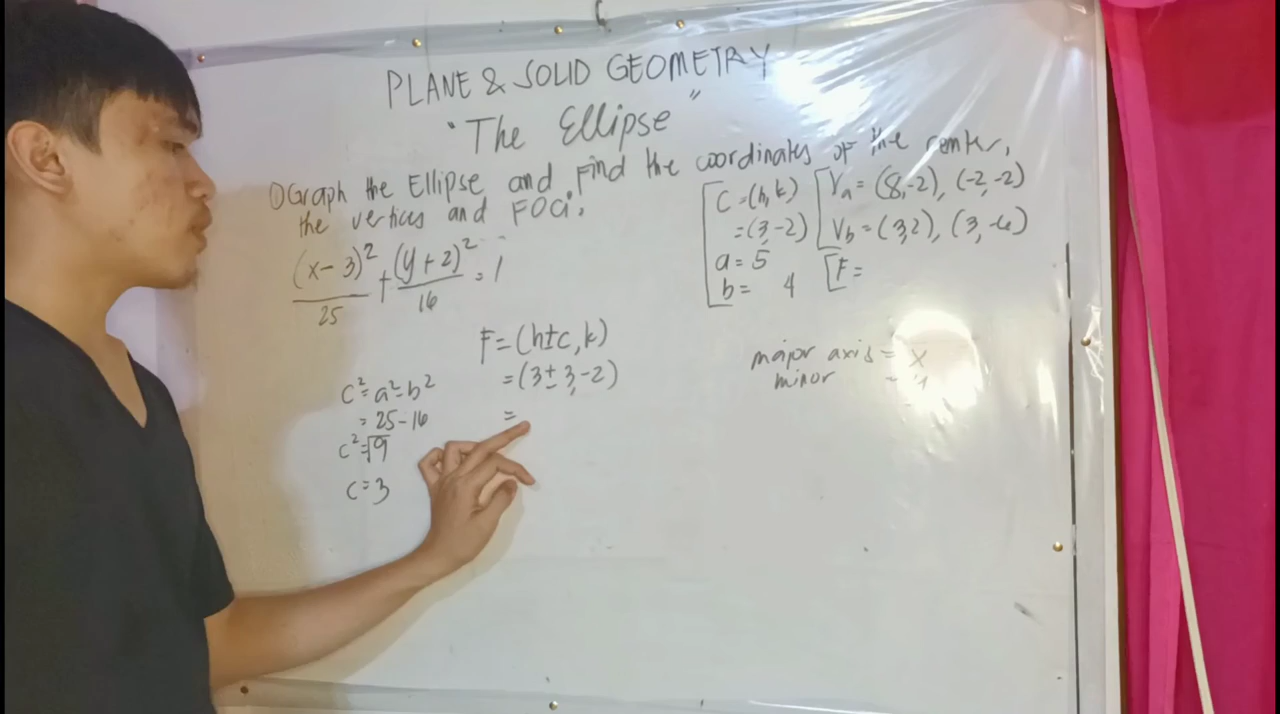 PLANE & SOLID GEOMETRY
"The Ellipse"
① Graph the Ellipse and Find the coordinates of the center,
the vertices and FOCi.
(x-3)²/25 + (y+2)²/16 = 1
C = (h, k)
= (3, -2)
a = 5
b = 4
Va = (8, -2), (-2, -2)
Vb = (3, 2), (3, -6)
F =
major axis = x
minor =
c² = a² - b²
= 25 - 16
c² = √9
c = 3
F = (h ± c, k)
= (3 ± 3, -2)
=